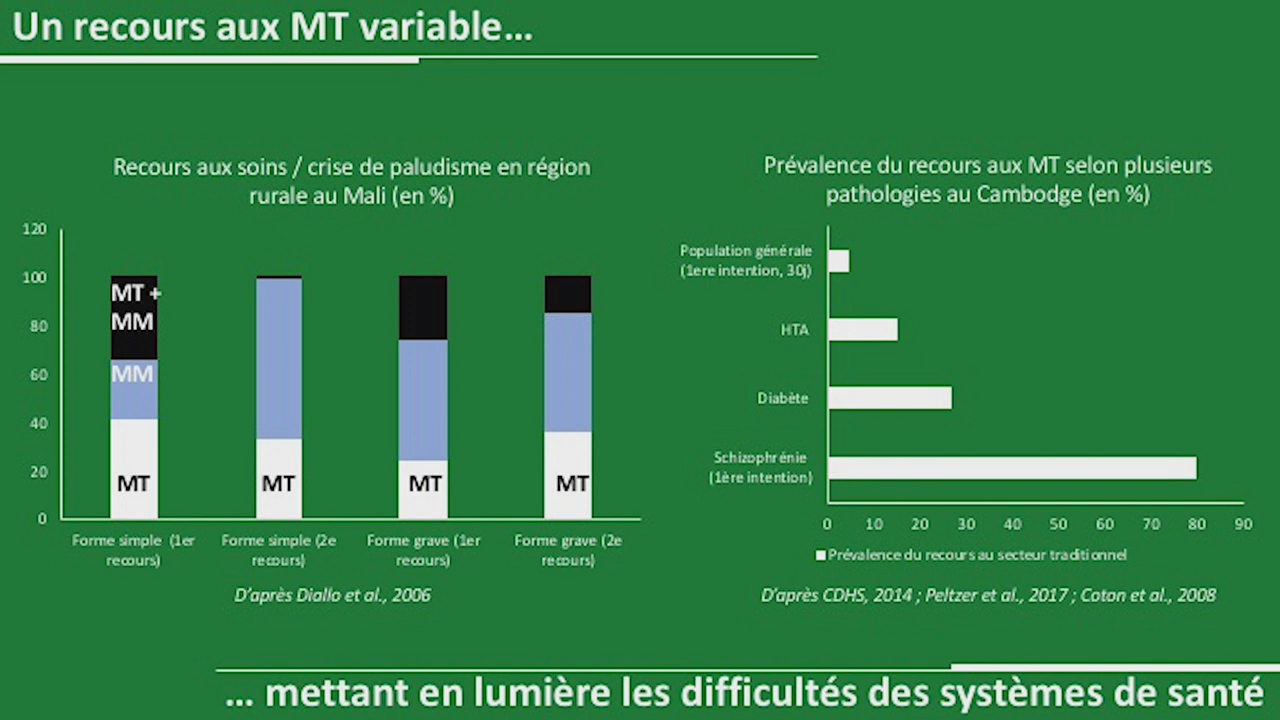 Un recours aux MT variable...
Recours aux soins / crise de paludisme en région
rurale au Mali (en %)
120
100
80
60
40
20
0
MT +
MM
MM
MT
MT
MT
MT
Forme simple (1er
recours)
Forme simple (2e
recours)
Forme grave (1er
recours)
Forme grave (2e
recours)
D'après Diallo et al., 2006
Prévalence du recours aux MT selon plusieurs
pathologies au Cambodge (en %)
Population générale
(1ere intention, 30j)
HTA
Diabète
Schizophrénie
(1ère intention)
0 10 20 30 40 50 60 70 80 90
Prévalence du recours au secteur traditionnel
D'après CDHS, 2014 ; Peltzer et al., 2017 ; Coton et al., 2008
... mettant en lumière les difficultés des systèmes de santé